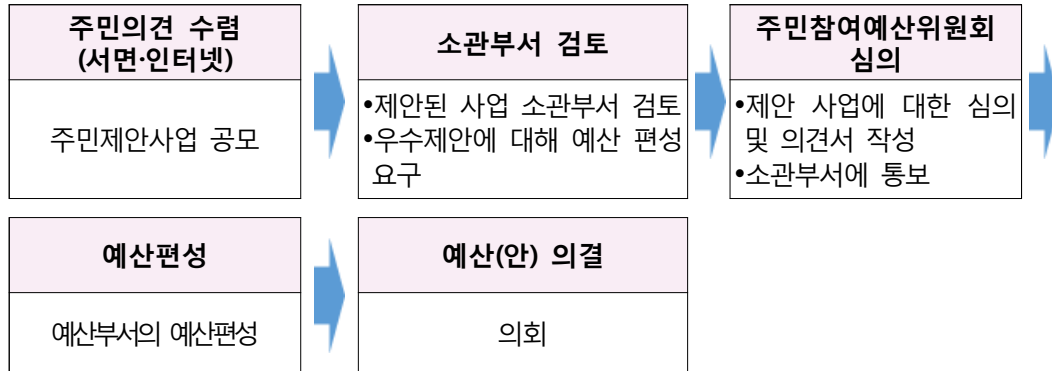 주민의견 수렴
(서면·인터넷)
주민제안사업 공모
소관부서 검토
•제안된 사업 소관부서 검토
•우수제안에 대해 예산 편성
요구
주민참여예산위원회
심의
•제안 사업에 대한 심의
및 의견서 작성
•소관부서에 통보
예산편성
예산부서의 예산편성
예산(안) 의결
의회